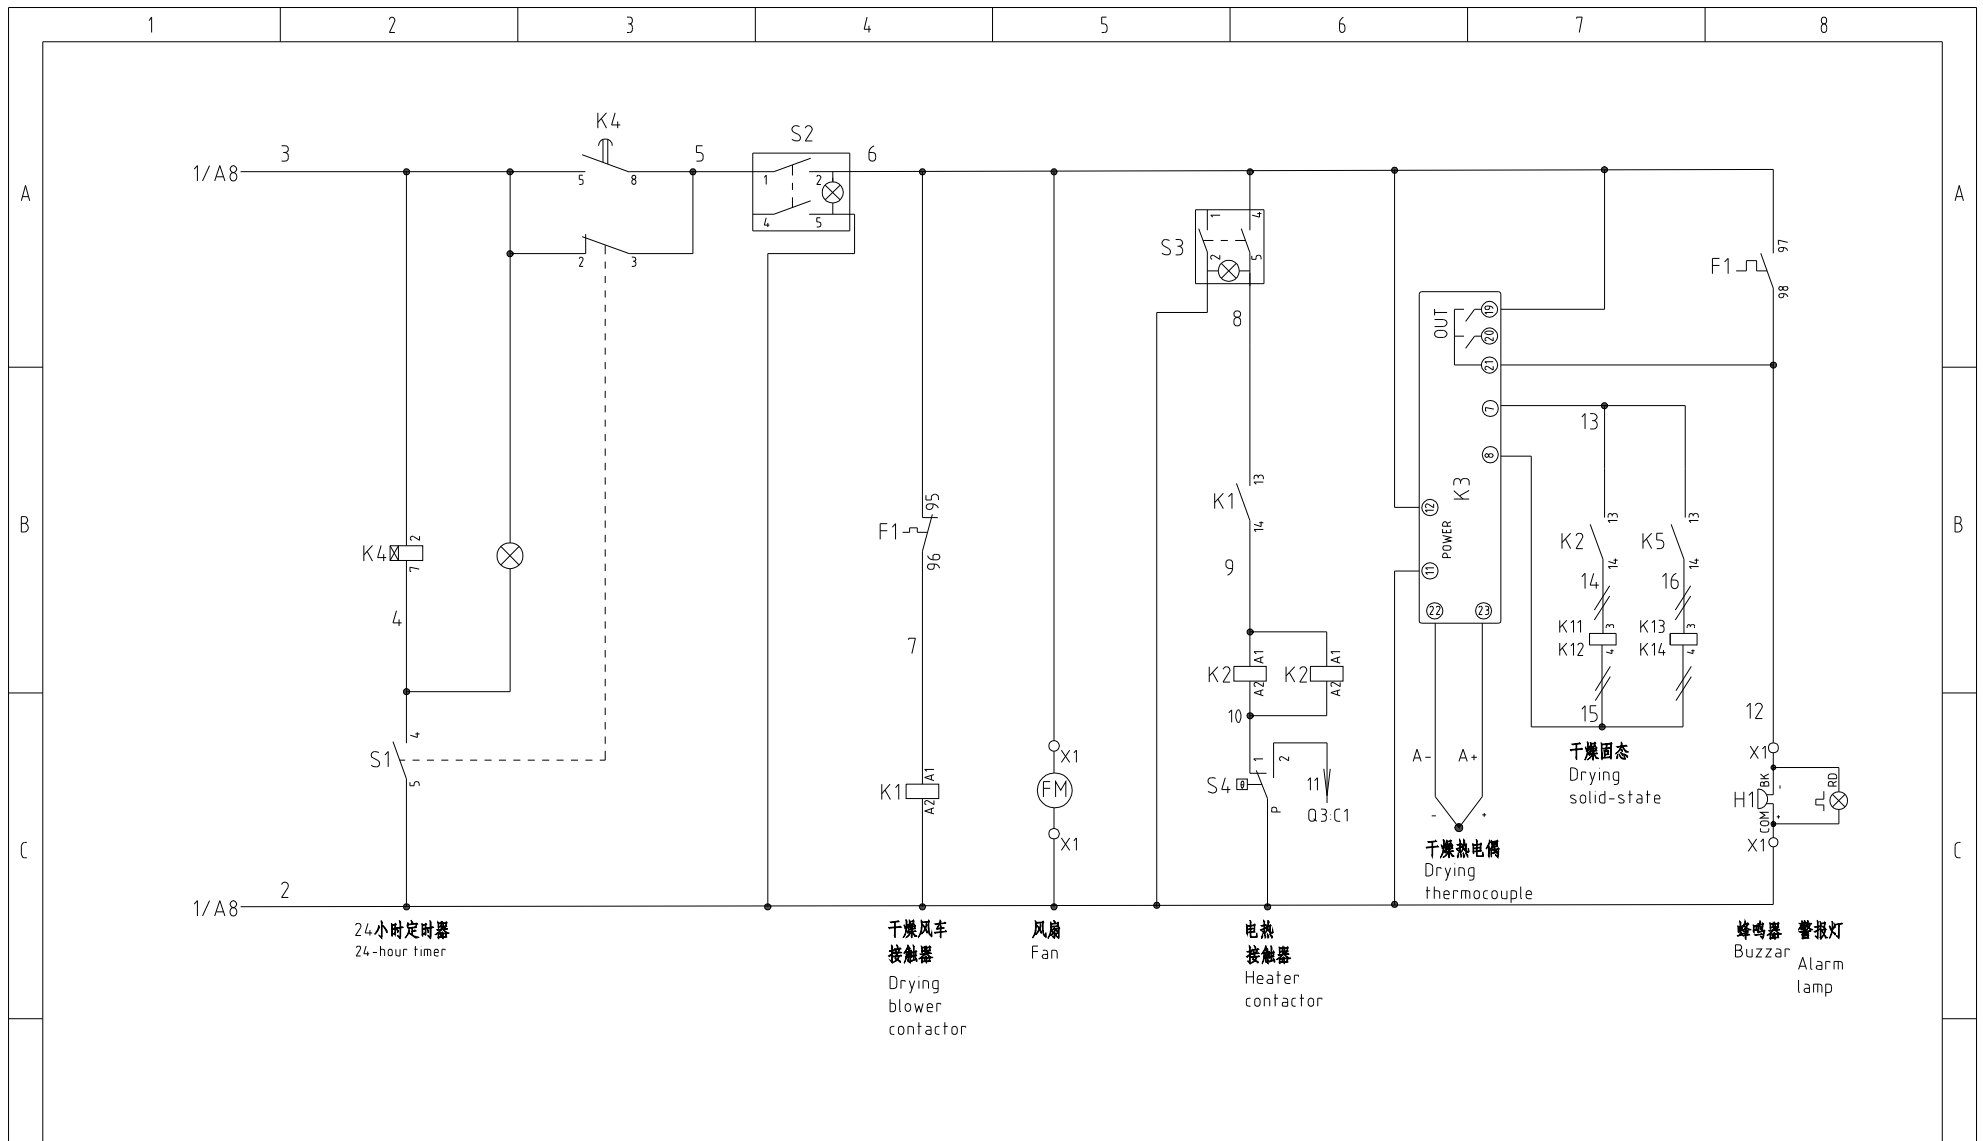 1 2 3 4 5 6 7 8
K4
S2
3 5 6
1/A8
5 8 1 2
A A
4 5
1 4
S3
2 3
2 5
97
F1
98
8
OUT
19
20
21
7
13
8
K3
12
POWER
11
22 23
95
F1
96
13
K1
14
B B
K4
2
7
13
K2
14
13
K5
14
14 16
9
4
7
K11 3
K12 4
K13 3
K14 4
K2 A1
A2
K2 A1
A2
10
15
12
S1 4
5
X1
X1
A- A+
干燥固态
Drying
solid-state
K1 A1
A2
FM
S4 θ 1 2
P
11
Q3:C1
H1 BK -
COM +
RD
- +
X1
X1
干燥热电偶
Drying
thermocouple
C C
2
1/A8
24小时定时器
24-hour timer
干燥风车
接触器
Drying
blower
contactor
风扇
Fan
电热
接触器
Heater
contactor
蜂鸣器 警报灯
Buzzar
Alarm
lamp